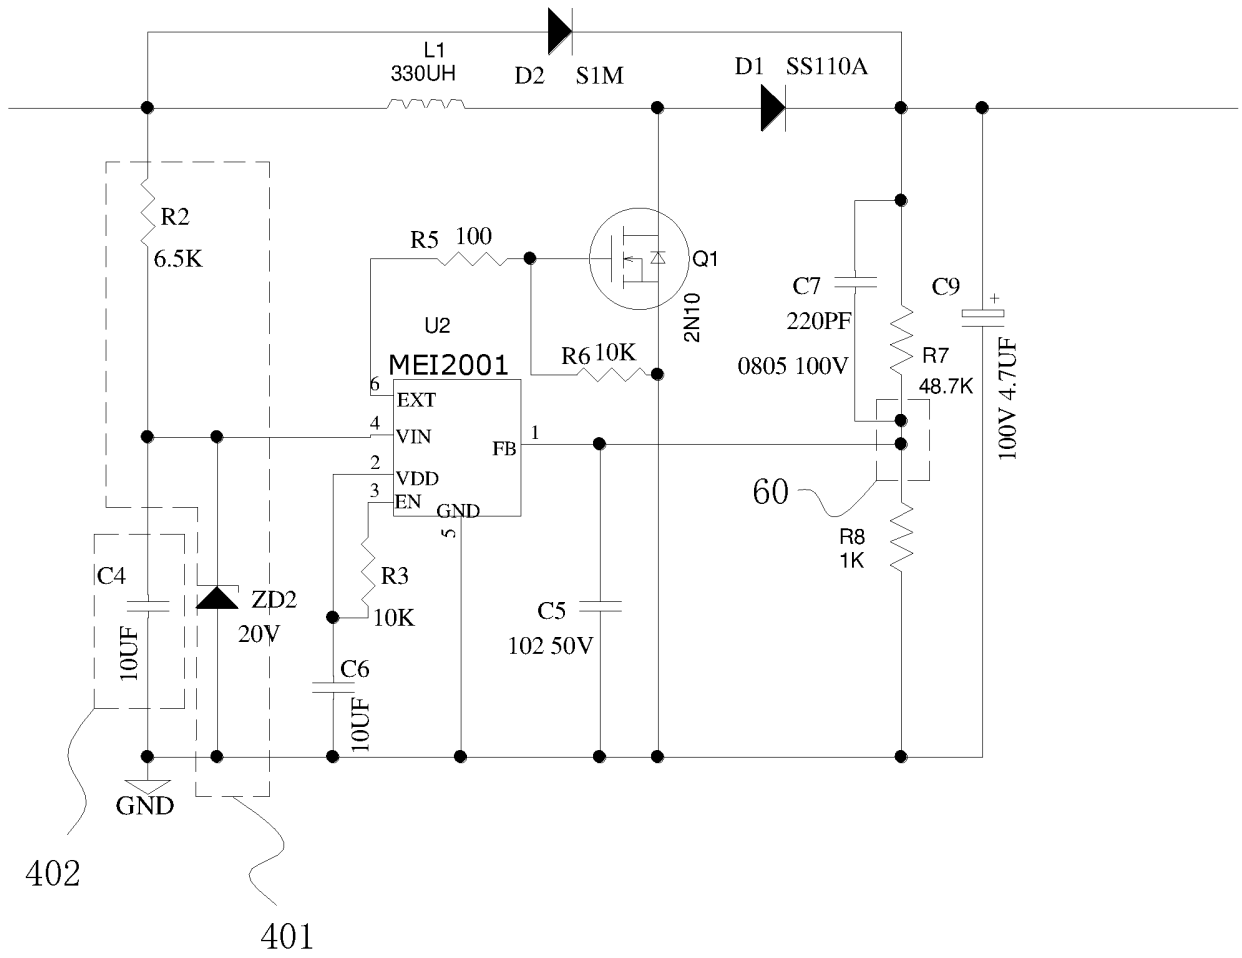 L1
330UH
D2 S1M
D1 SS110A
R2
6.5K
R5 100
Q1
2N10
U2
MEI2001
R6 10K
C7
220PF
0805 100V
C9
+
100V 4.7UF
R7
48.7K
6
EXT
4
VIN
FB
1
2
VDD
3
EN
GND
5
60
R8
1K
C4
10UF
ZD2
20V
R3
10K
C5
102 50V
C6
10UF
GND
402
401